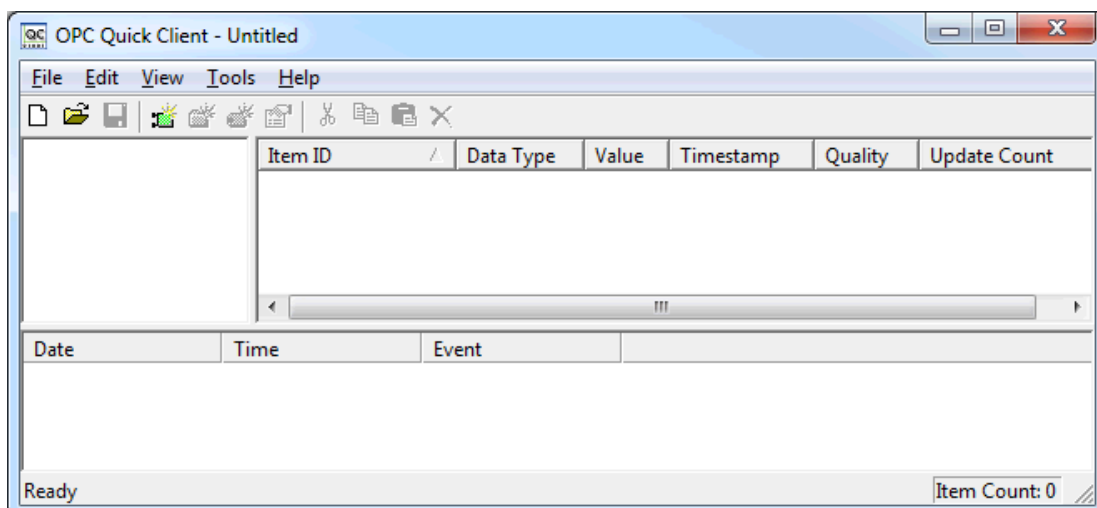 OPC Quick Client - Untitled
File Edit View Tools Help
Item ID Data Type Value Timestamp Quality Update Count
Date Time Event
Ready Item Count: 0